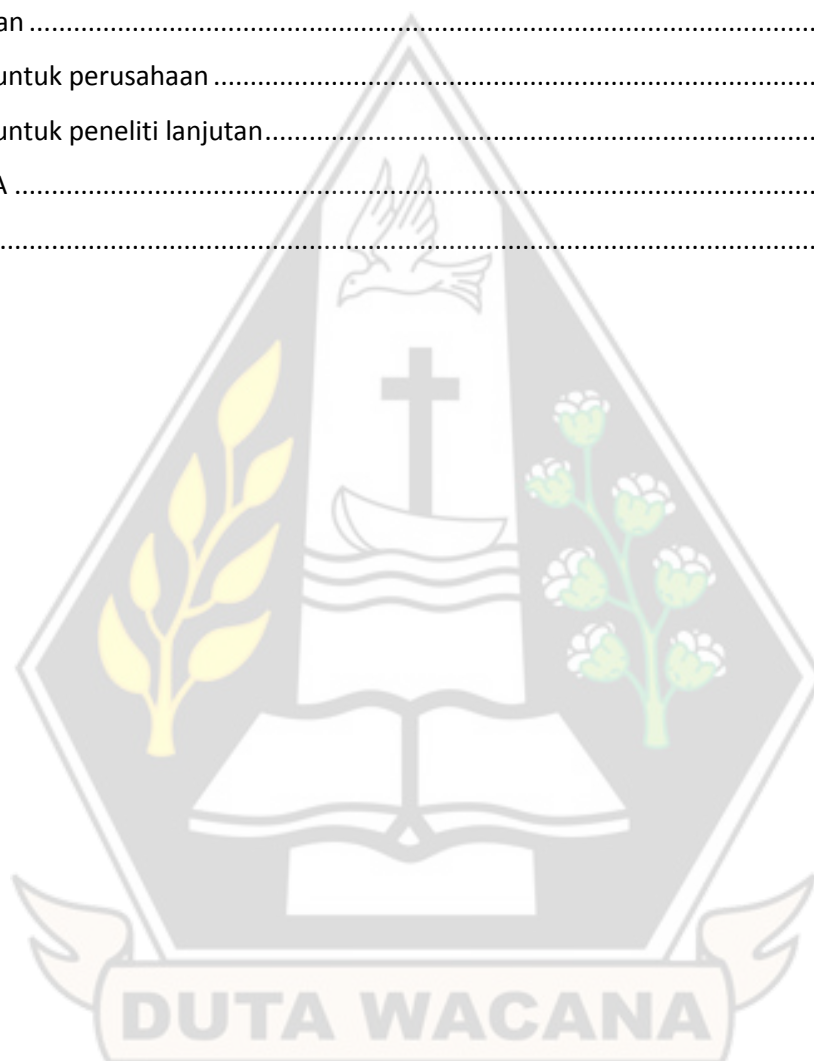 an ........................................................................................................
untuk perusahaan ................................................................................
untuk peneliti lanjutan.........................................................................
A ..........................................................................................................
.............................................................................................................
DUTA WACANA